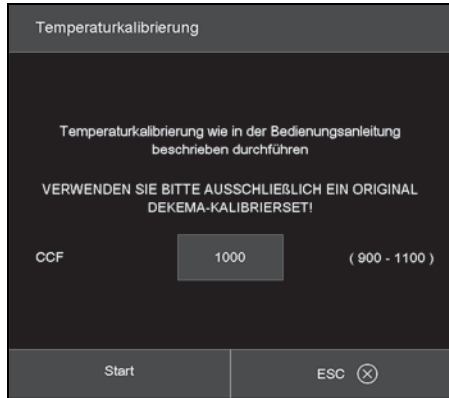 Temperaturkalibrierung
Temperaturkalibrierung wie in der Bedienungsanleitung
beschrieben durchführen
VERWENDEN SIE BITTE AUSSCHLIEßLICH EIN ORIGINAL
DEKEMA-KALIBRIERSET!
CCF 1000 ( 900 - 1100 )
Start ESC